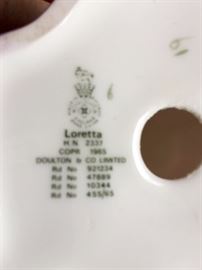 Loretta
H.N. 2337
COPR. 1965
DOULTON & CO LIMITED
Rd No 921234
Rd No 47889
Rd No 10344
Rd No 455/65